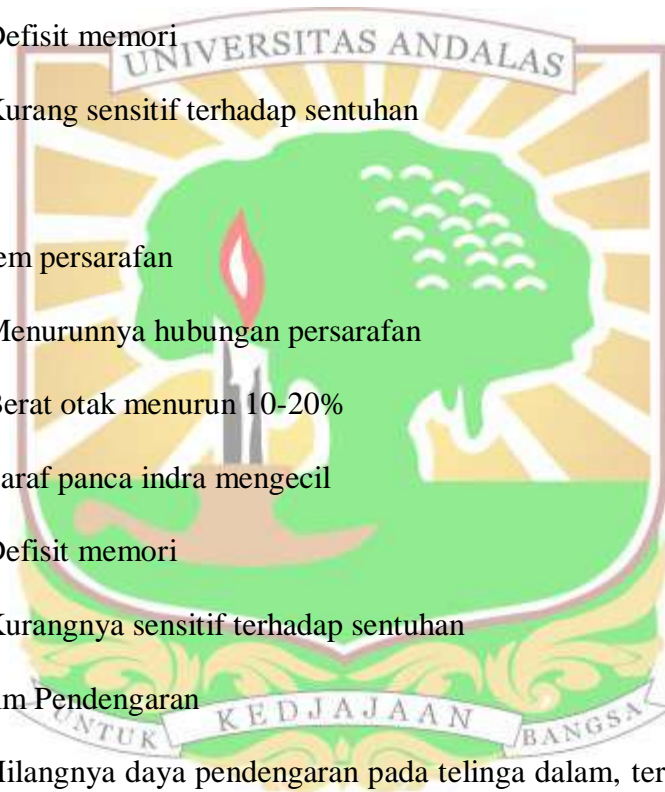 Defisit memori
UNIVERSITAS ANDALAS
Kurang sensitif terhadap sentuhan
em persarafan
Menurunnya hubungan persarafan
Berat otak menurun 10-20%
araf panca indra mengecil
Defisit memori
Kurangnya sensitif terhadap sentuhan
m Pendengaran
UNTUK KEDJAJAAN BANGSA
Hilangnya daya pendengaran pada telinga dalam, ter